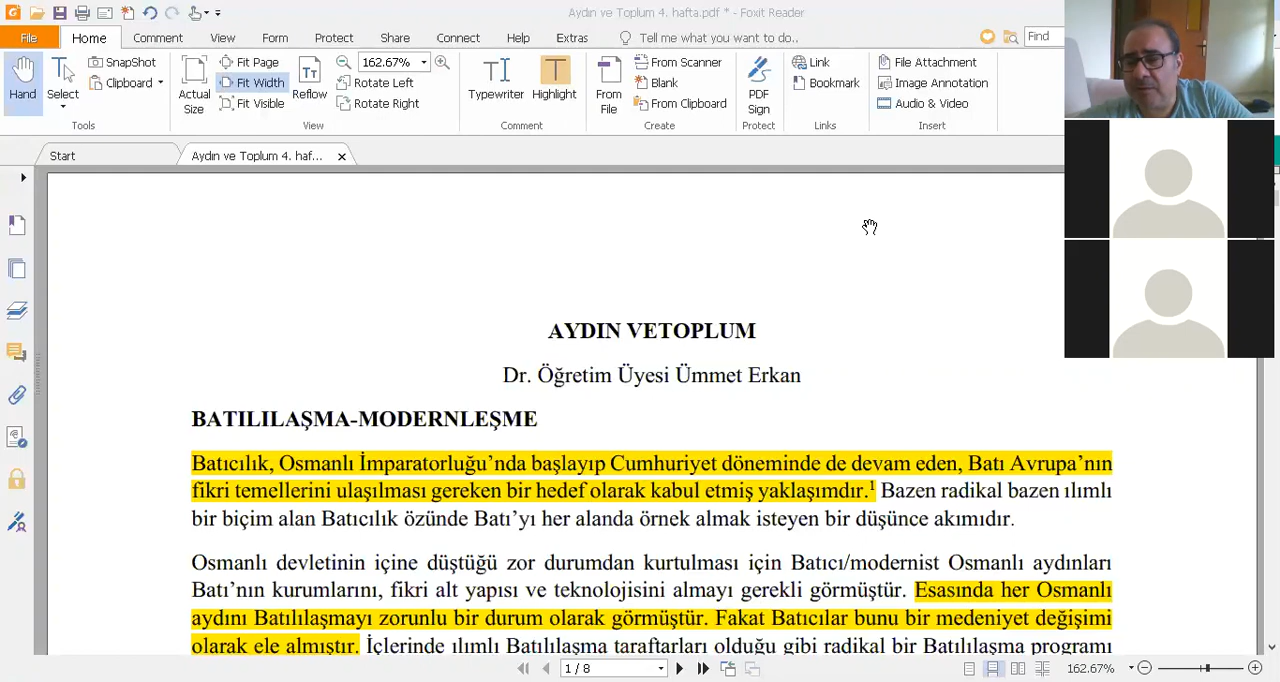 Aydın ve Toplum 4. hafta.pdf * - Foxit Reader
File Home Comment View Form Protect Share Connect Help Extras Tell me what you want to do.. Find
Hand
Select
SnapShot
Clipboard
Tools
Actual Size
Fit Page
Fit Width
Fit Visible
Reflow
162.67%
Rotate Left
Rotate Right
View
Typewriter
Highlight
Comment
From File
From Scanner
Blank
From Clipboard
Create
PDF Sign
Protect
Link
Bookmark
Links
File Attachment
Image Annotation
Audio & Video
Insert
Start
Aydın ve Toplum 4. haf...
AYDIN VETOPLUM
Dr. Öğretim Üyesi Ümmet Erkan
BATILILAŞMA-MODERNLEŞME
Batıcılık, Osmanlı İmparatorluğu’nda başlayıp Cumhuriyet döneminde de devam eden, Batı Avrupa’nın
fikri temellerini ulaşılması gereken bir hedef olarak kabul etmiş yaklaşımdır.1 Bazen radikal bazen ılımlı
bir biçim alan Batıcılık özünde Batı’yı her alanda örnek almak isteyen bir düşünce akımıdır.
Osmanlı devletinin içine düştüğü zor durumdan kurtulması için Batıcı/modernist Osmanlı aydınları
Batı’nın kurumlarını, fikri alt yapısı ve teknolojisini almayı gerekli görmüştür. Esasında her Osmanlı
aydını Batılılaşmayı zorunlu bir durum olarak görmüştür. Fakat Batıcılar bunu bir medeniyet değişimi
olarak ele almıştır. İçlerinde ılımlı Batılılaşma taraftarları olduğu gibi radikal bir Batılılaşma programı
1 / 8
162.67%